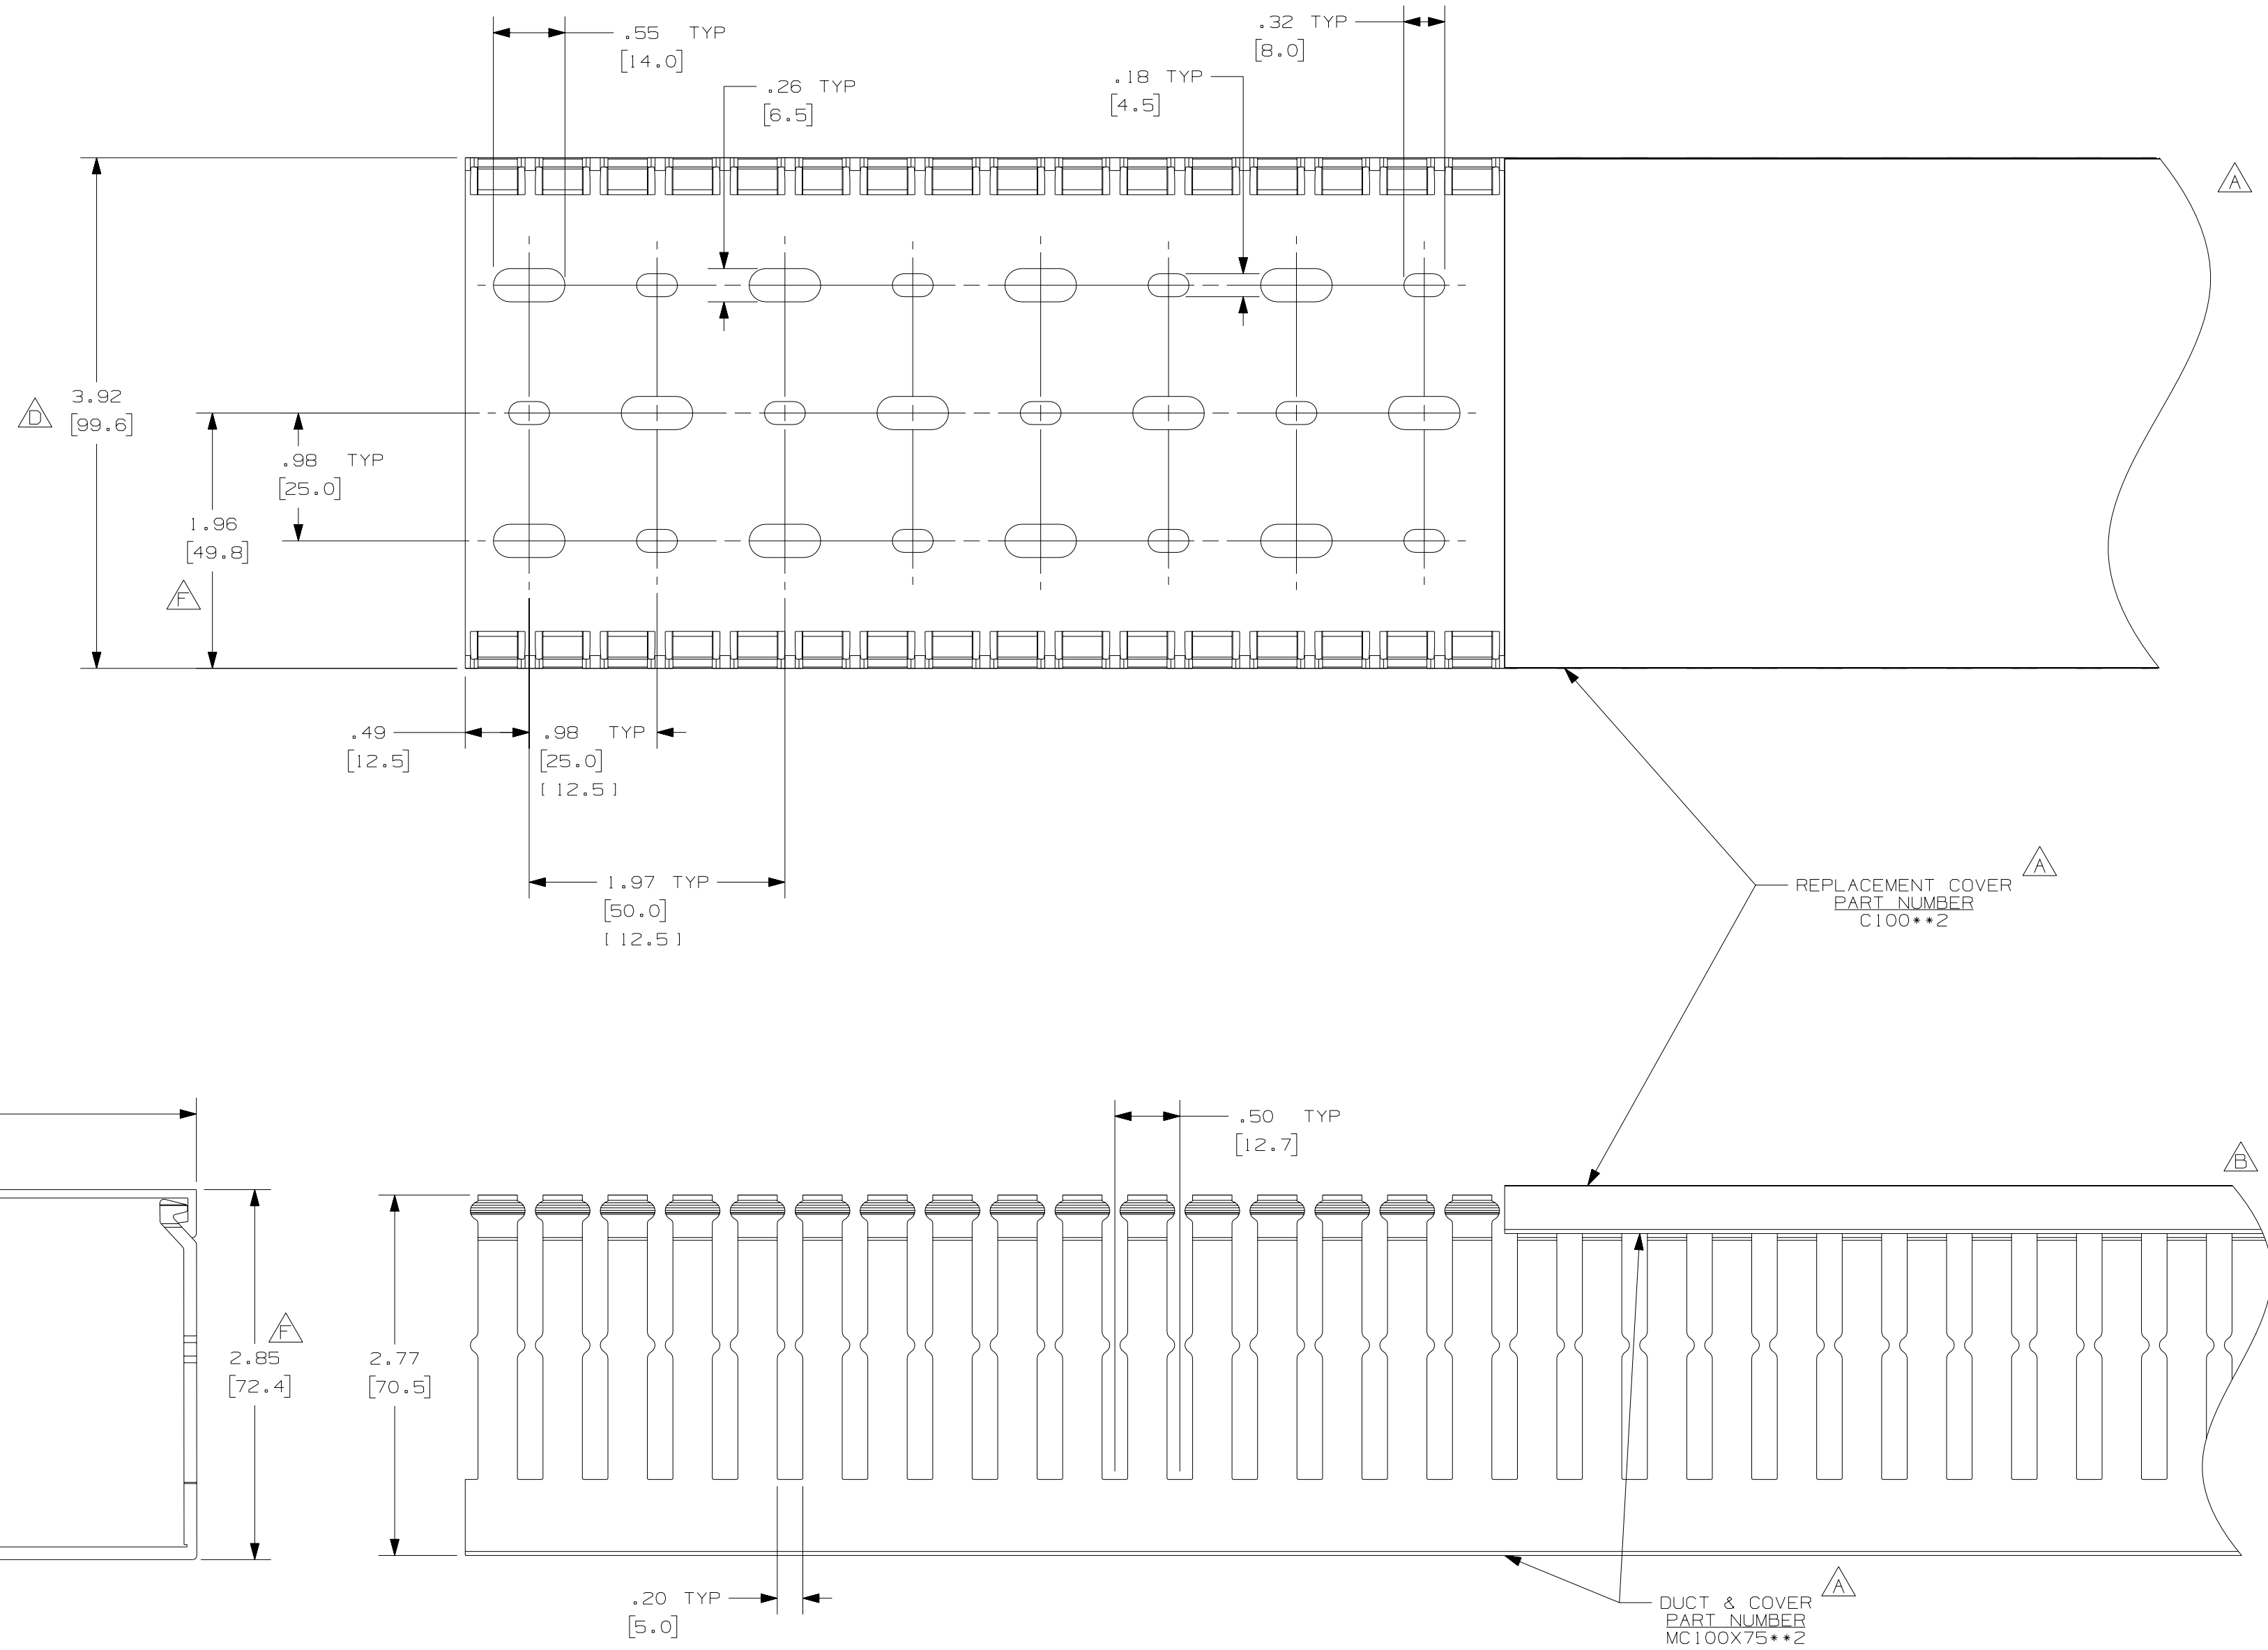 .55 TYP
[14.0]
.32 TYP
[8.0]
.26 TYP
[6.5]
.18 TYP
[4.5]
A
D
3.92
[99.6]
.98 TYP
[25.0]
1.96
[49.8]
F
.49
[12.5]
.98 TYP
[25.0]
[12.5]
1.97 TYP
[50.0]
[12.5]
A
REPLACEMENT COVER
PART NUMBER
C100**2
.50 TYP
[12.7]
B
F
2.85
[72.4]
2.77
[70.5]
.20 TYP
[5.0]
A
DUCT & COVER
PART NUMBER
MC100X75**2